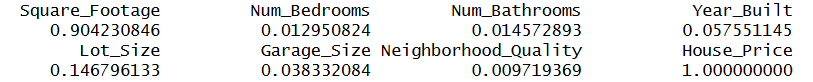 Square_Footage Num_Bedrooms Num_Bathrooms Year_Built
0.904230846 0.012950824 0.014572893 0.057551145
Lot_Size Garage_Size Neighborhood_Quality House_Price
0.146796133 0.038332084 0.009719369 1.000000000